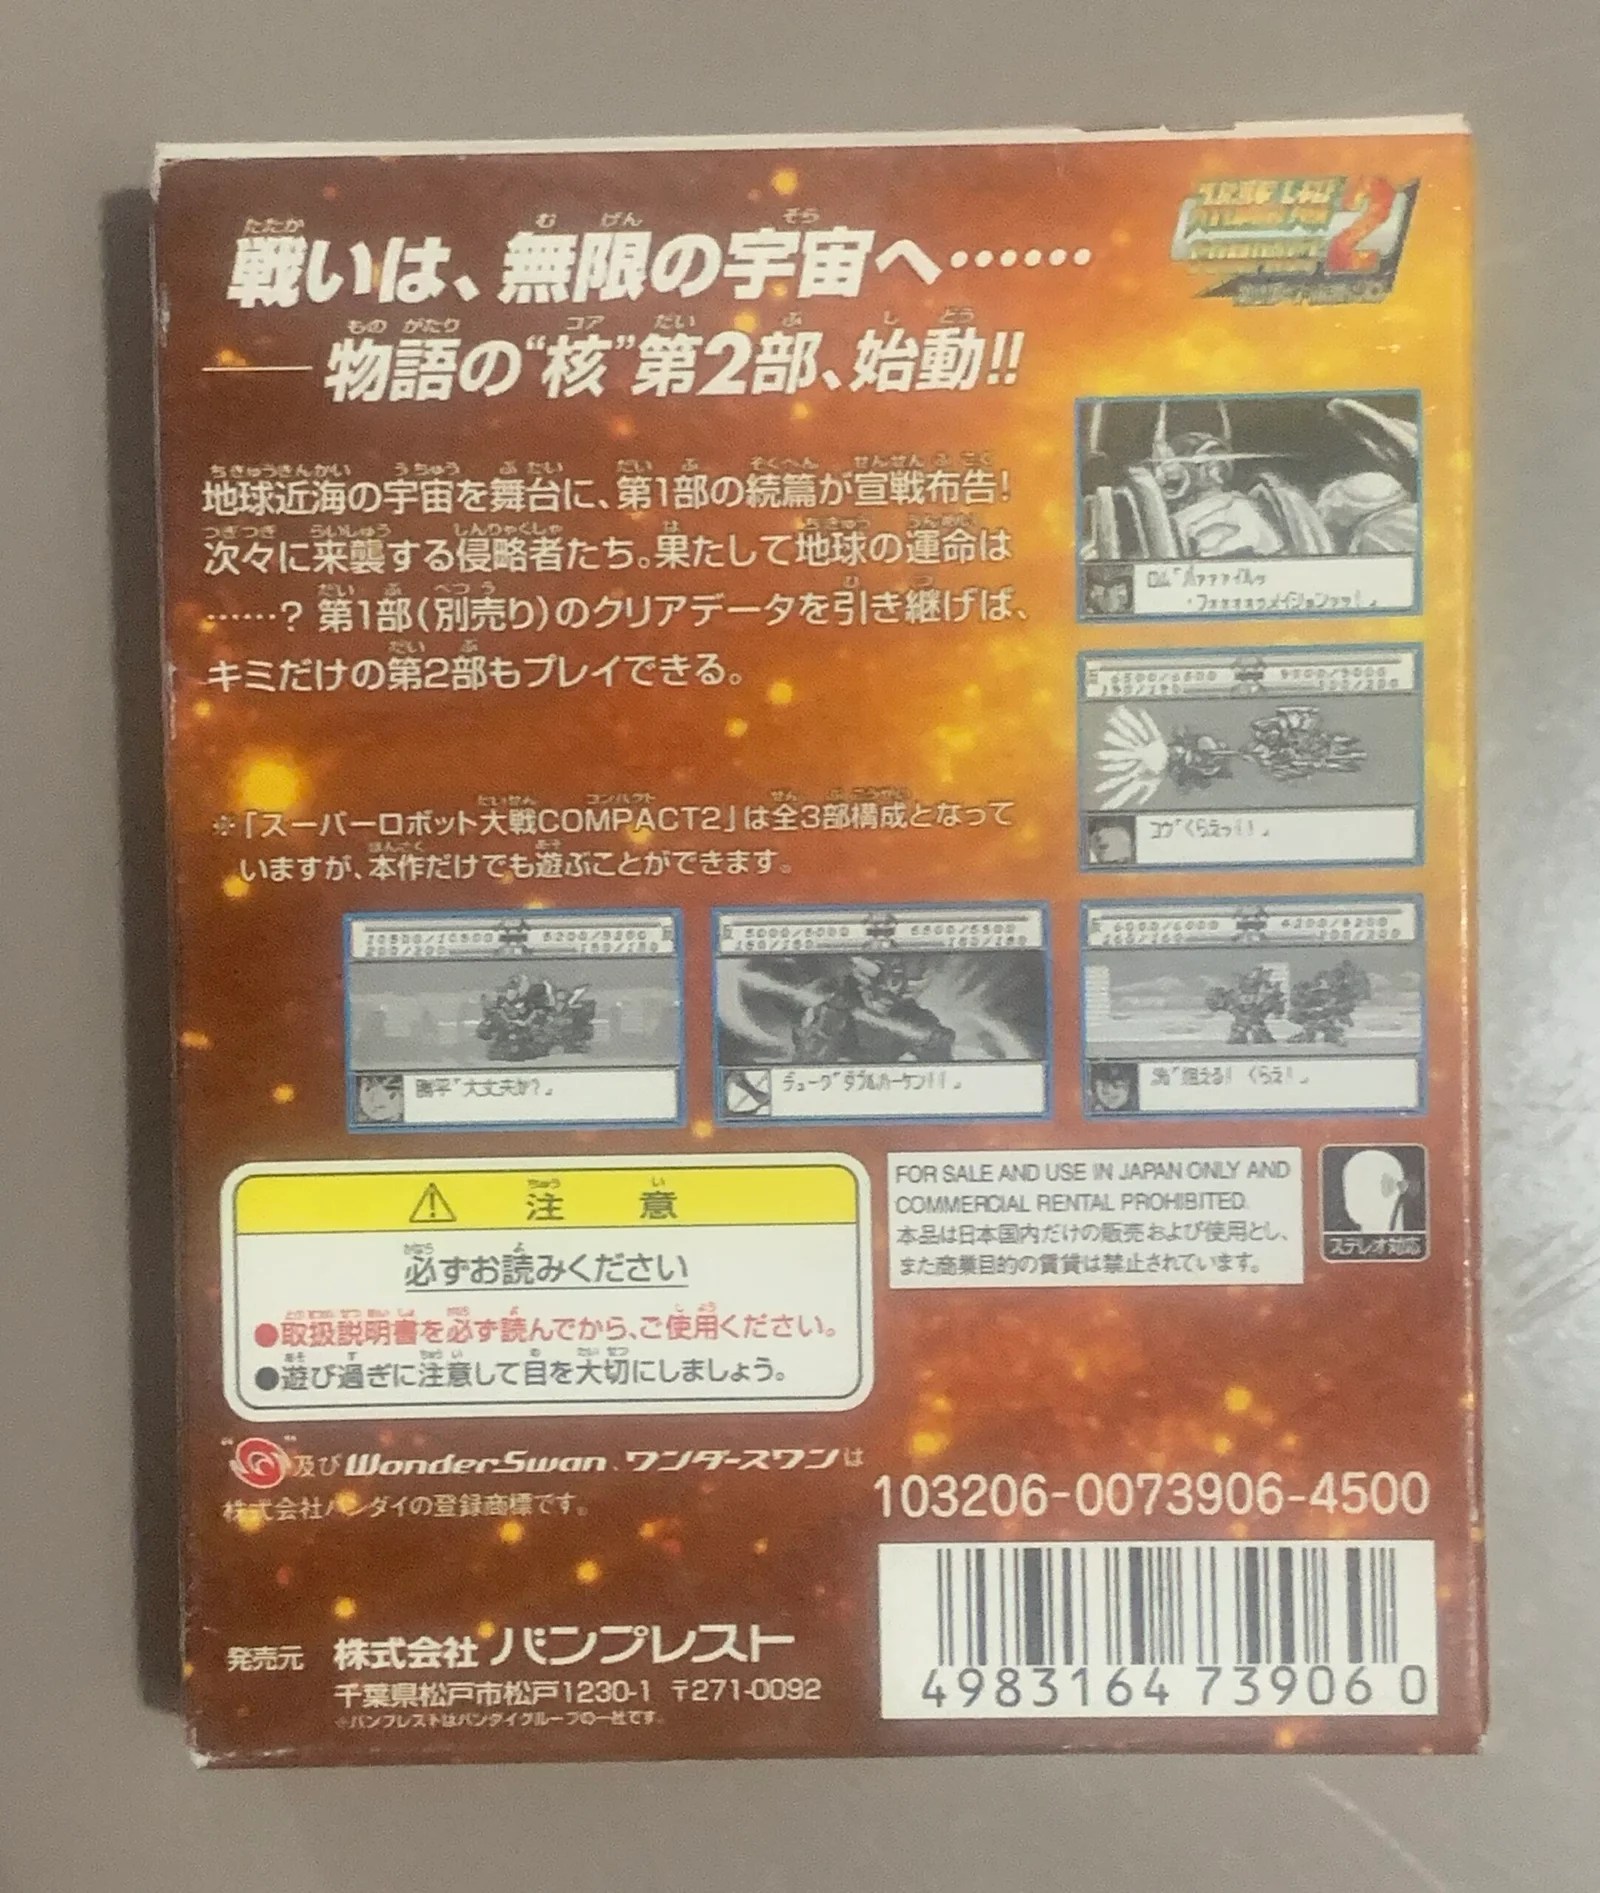 戦いは、無限の宇宙へ……
――物語の“核”第2部、始動!!
地球近海の宇宙を舞台に、第1部の続篇が宣戦布告!
次々に来襲する侵略者たち。果たして地球の運命は
……? 第1部(別売り)のクリアデータを引き継げば、
キミだけの第2部もプレイできる。
※「スーパーロボット大戦COMPACT2」は全3部構成となって
いますが、本作だけでも遊ぶことができます。
コウ「くらえっ!!」
勝平「大丈夫か?」
デューク「ダブルハーケン!!」
⚠ 注意
必ずお読みください
●取扱説明書を必ず読んでから、ご使用ください。
●遊び過ぎに注意して目を大切にしましょう。
FOR SALE AND USE IN JAPAN ONLY AND
COMMERCIAL RENTAL PROHIBITED.
本品は日本国内だけの販売および使用とし、
また商業目的の賃貸は禁止されています。
ステレオ対応
及び WonderSwan、ワンダースワンは
株式会社バンダイの登録商標です。
103206-0073906-4500
発売元 株式会社 バンプレスト
千葉県松戸市松戸1230-1 〒271-0092
※バンプレストはバンダイグループの一社です。
4983164739060